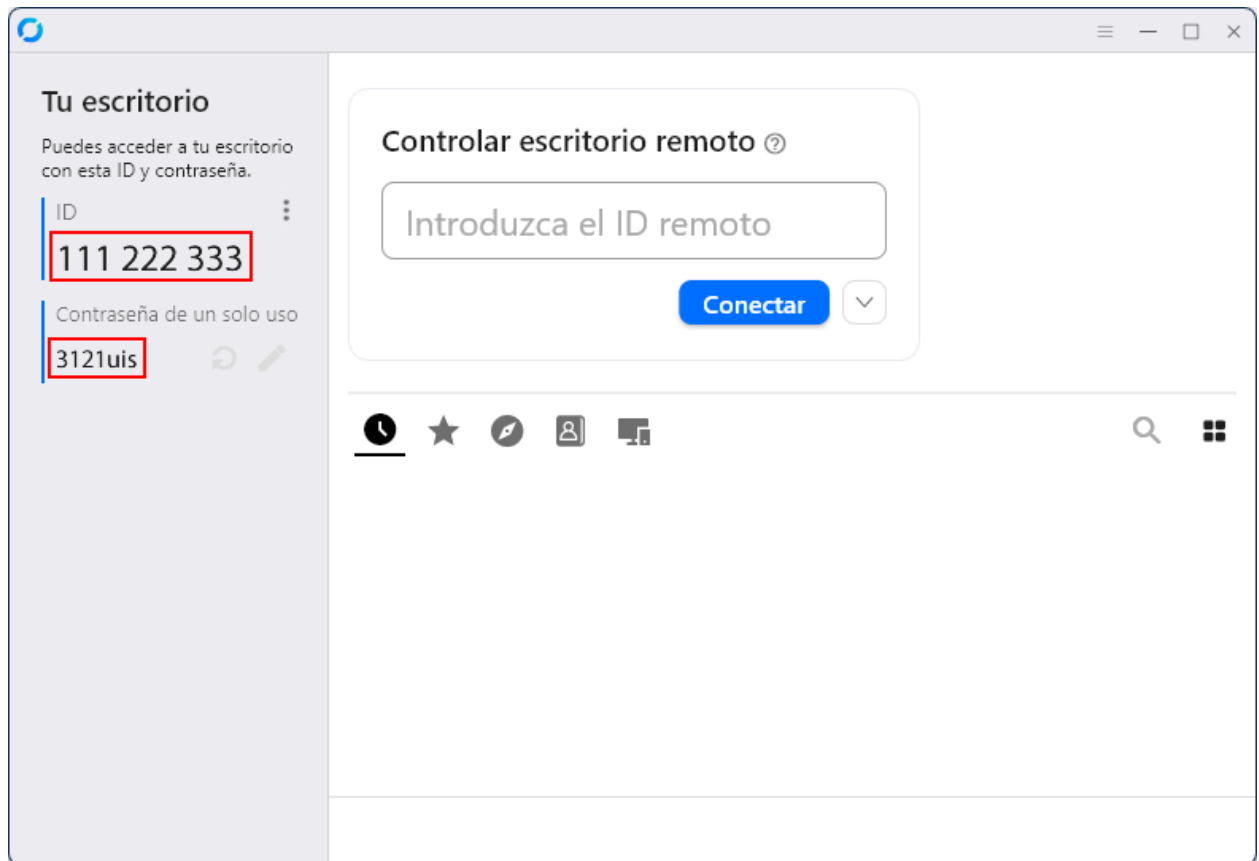 Tu escritorio
Puedes acceder a tu escritorio
con esta ID y contraseña.
ID
111 222 333
Contraseña de un solo uso
3121uis
Controlar escritorio remoto
Introduzca el ID remoto
Conectar